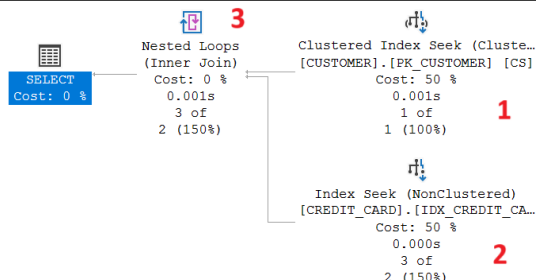 3
Nested Loops
(Inner Join)
Cost: 0 %
0.001s
3 of
2 (150%)
SELECT
Cost: 0 %
Clustered Index Seek (Cluste…
[CUSTOMER].[PK_CUSTOMER] [CS]
Cost: 50 %
0.001s
1 of
1 (100%)
1
Index Seek (NonClustered)
[CREDIT_CARD].[IDX_CREDIT_CA…
Cost: 50 %
0.000s
3 of
2 (150%)
2